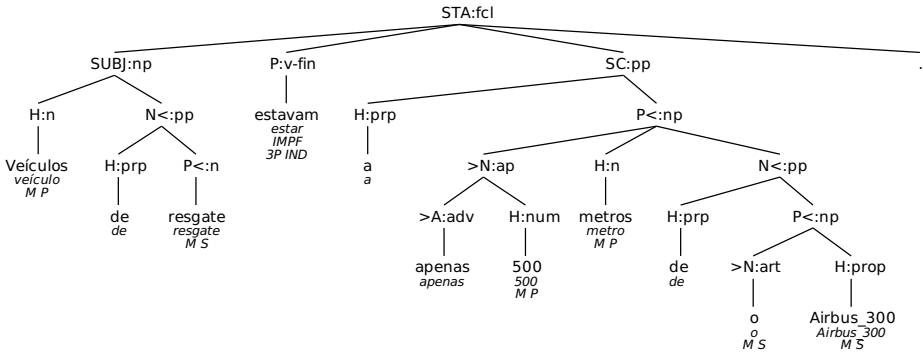 STA:fcl
SUBJ:np P:v-fin SC:pp .
H:n N<:pp estavam H:prp P<:np
estar
IMPF
3P IND
Veículos H:prp P<:n a >N:ap H:n N<:pp
veículo a
M P
de resgate >A:adv H:num metros H:prp P<:np
de resgate metro
M S M P
apenas 500 de >N:art H:prop
apenas 500 de
M P
o Airbus_300
o Airbus_300
M S M S